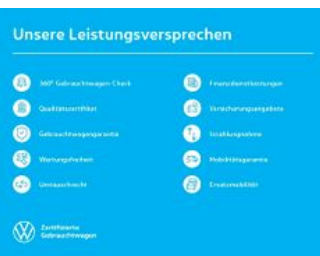 Unsere Leistungsversprechen
360° Gebrauchtwagen-Check
Qualitätszertifikat
Gebrauchtwagengarantie
Wartungsfreiheit
Umtauschrecht
Finanzdienstleistungen
Versicherungsangebote
Inzahlungnahme
Mobilitätsgarantie
Ersatzmobilität
Zertifizierte
Gebrauchtwagen